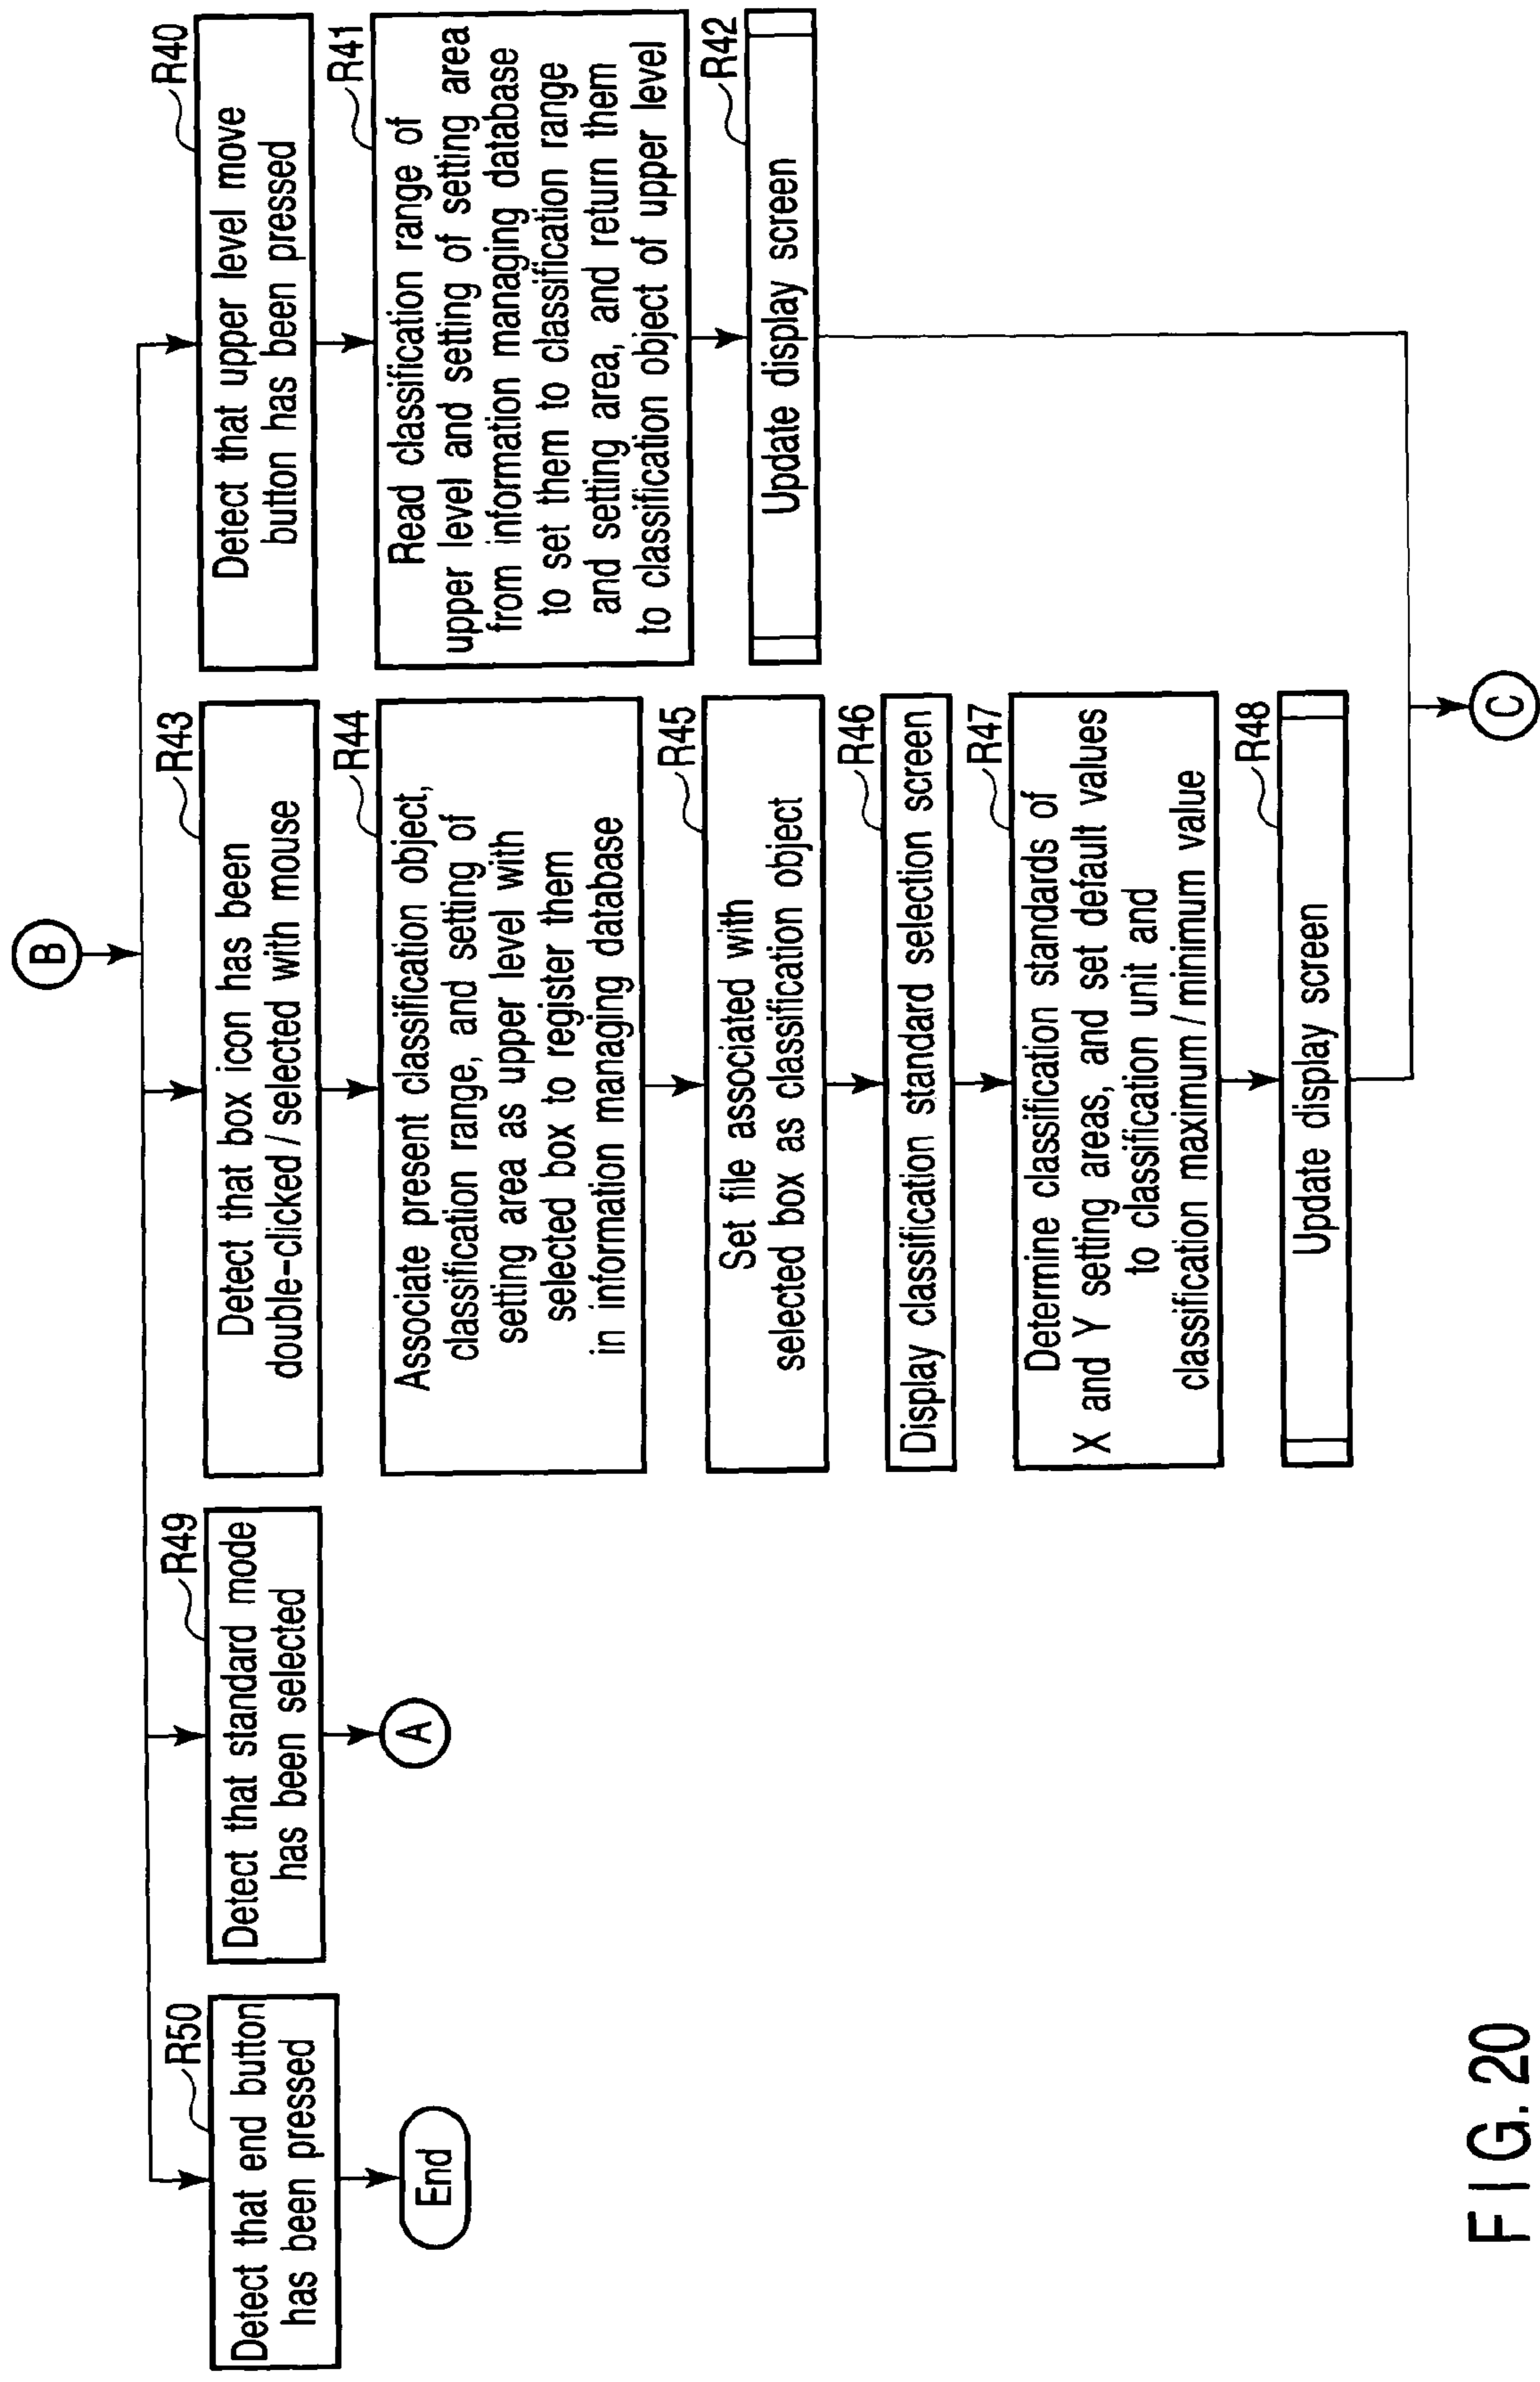 B
R50
Detect that end button
has been pressed
End
R49
Detect that standard mode
has been selected
A
R43
Detect that box icon has been
double-clicked / selected with mouse
R44
Associate present classification object,
classification range, and setting of
setting area as upper level with
selected box to register them
in information managing database
R45
Set file associated with
selected box as classification object
R46
Display classification standard selection screen
R47
Determine classification standards of
X and Y setting areas, and set default values
to classification unit and
classification maximum / minimum value
R48
Update display screen
R40
Detect that upper level move
button has been pressed
R41
Read classification range of
upper level and setting of setting area
from information managing database
to set them to classification range
and setting area, and return them
to classification object of upper level
R42
Update display screen
C
FIG. 20